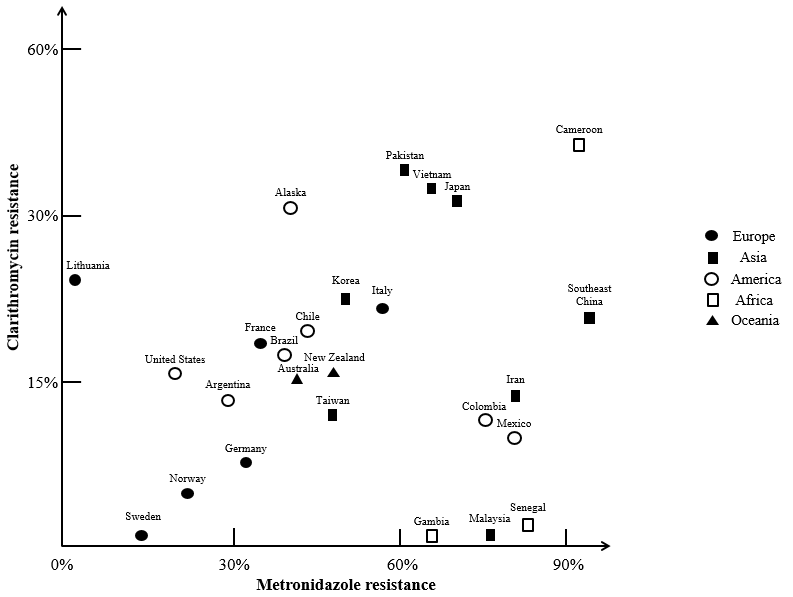 60%
Cameroon
Pakistan
Vietnam
Japan
Alaska
30%
Lithuania
Korea
Italy
Southeast
China
France
Chile
Brazil
United States
Australia
New Zealand
15%
Argentina
Taiwan
Iran
Colombia
Mexico
Germany
Norway
Sweden
Gambia
Malaysia
Senegal
Clarithromycin resistance
0%
30%
60%
90%
Metronidazole resistance
Europe
Asia
America
Africa
Oceania